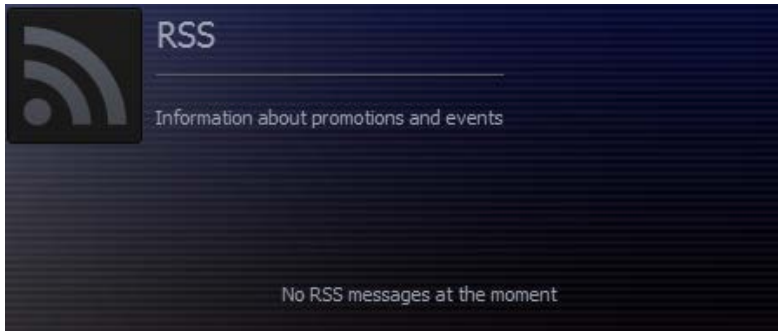 RSS
Information about promotions and events
No RSS messages at the moment